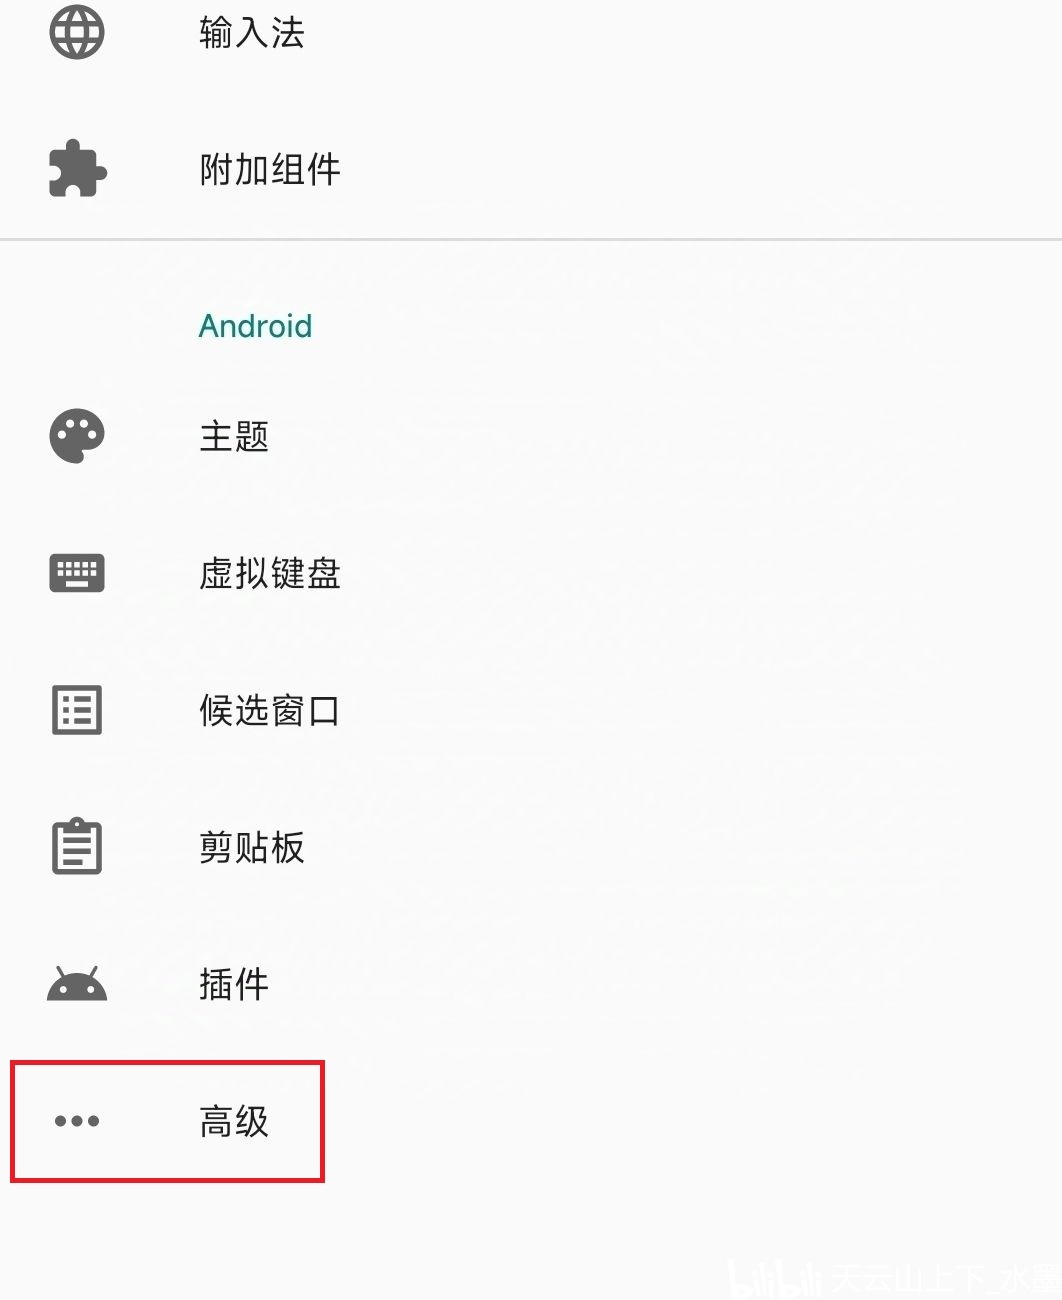 输入法
附加组件
Android
主题
虚拟键盘
候选窗口
剪贴板
插件
高级
bilibili 天云山上下_水墨